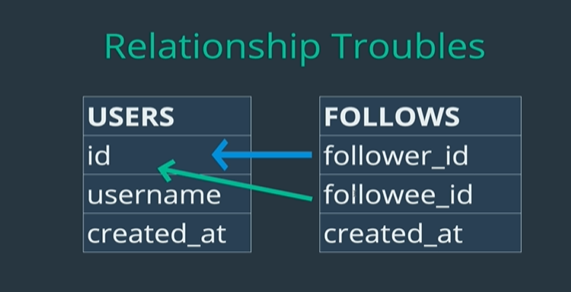 Relationship Troubles
USERS
id
username
created_at
FOLLOWS
follower_id
followee_id
created_at